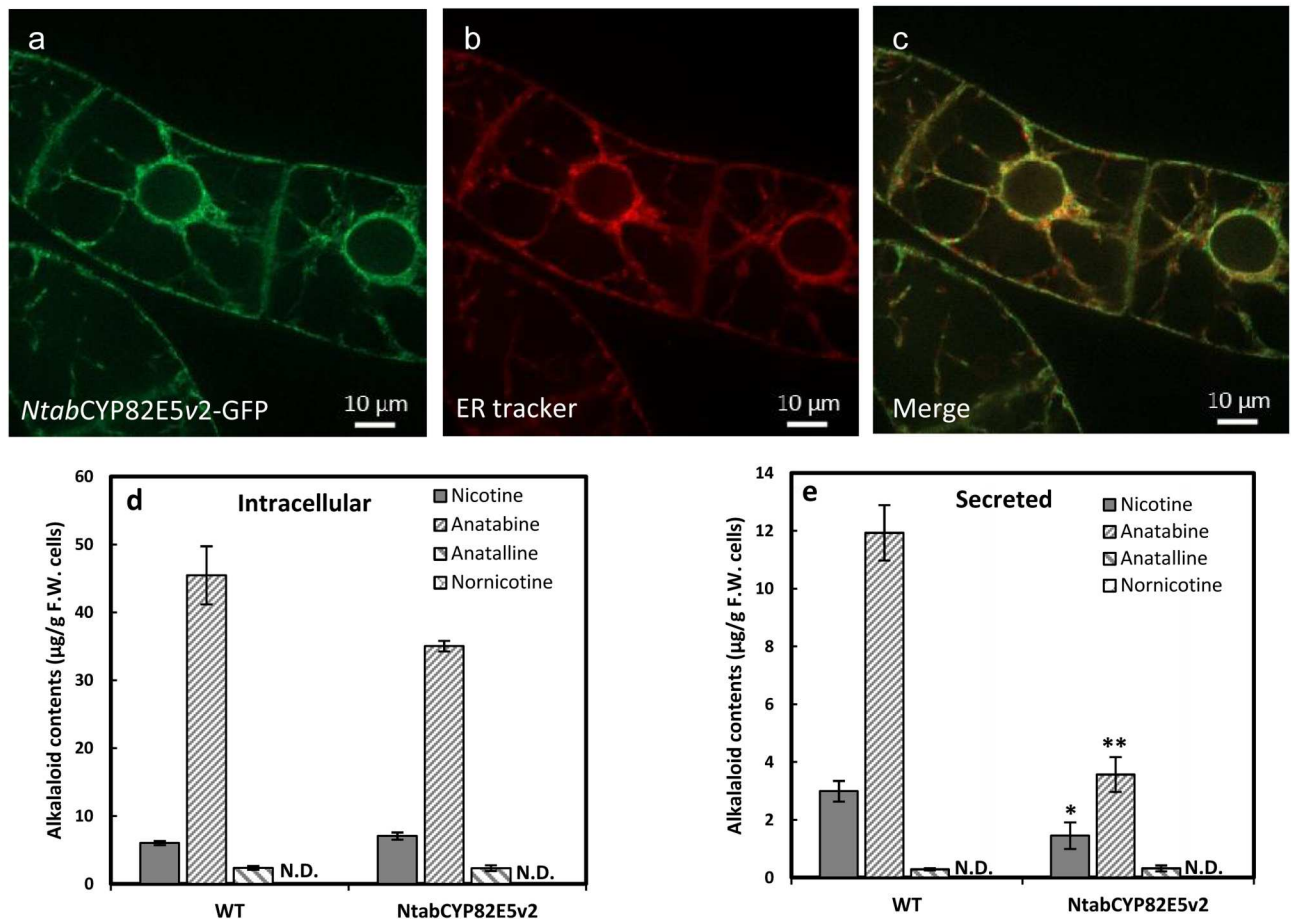 a
NtabCYP82E5v2-GFP
10 µm
b
ER tracker
10 µm
c
Merge
10 µm
d
Intracellular
Nicotine
Anatabine
Anatalline
Nornicotine
Alkalaloid contents (µg/g F.W. cells)
60
50
40
30
20
10
0
N.D.
N.D.
WT
NtabCYP82E5v2
e
Secreted
Nicotine
Anatabine
Anatalline
Nornicotine
Alkalaloid contents (µg/g F.W. cells)
14
12
10
8
6
4
2
0
N.D.
*
**
N.D.
WT
NtabCYP82E5v2